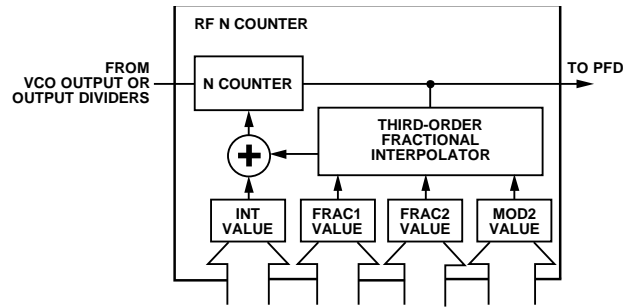 RF N COUNTER
FROM
VCO OUTPUT OR
OUTPUT DIVIDERS
N COUNTER
TO PFD
THIRD-ORDER
FRACTIONAL
INTERPOLATOR
+
INT
VALUE
FRAC1
VALUE
FRAC2
VALUE
MOD2
VALUE